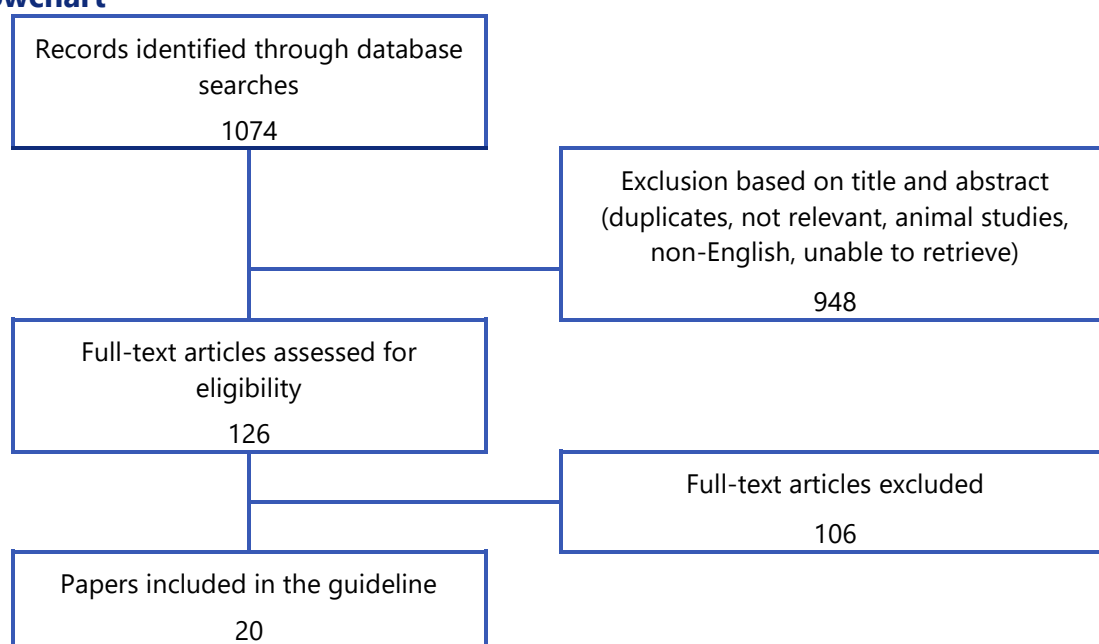 Records identified through database
searches
1074
Exclusion based on title and abstract
(duplicates, not relevant, animal studies,
non-English, unable to retrieve)
948
Full-text articles assessed for
eligibility
126
Full-text articles excluded
106
Papers included in the guideline
20